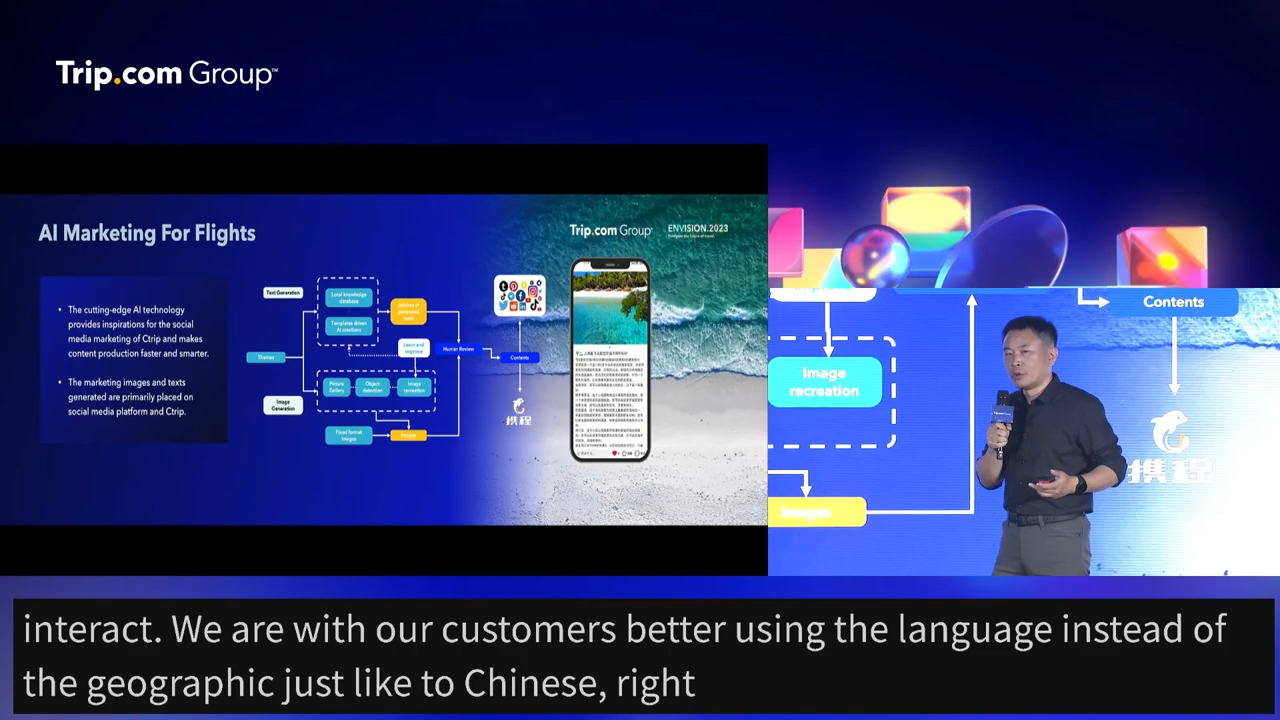 Trip.com Group™
AI Marketing For Flights
Trip.com Group
ENVISION.2023
• The cutting-edge AI technology
provides inspirations for the social
media marketing of Ctrip and makes
content production faster and smarter.
• The marketing images and texts
generated are primarily placed on
social media platform and Ctrip.
Text Generation
Local knowledge
database
Templates driven
AI creations
Learn and
improve
Human Review
Themes
Contents
Picture
Gallery
Object
detection
Image
recreation
Image
Generation
Fixed format
Images
Images
携程
Contents
Image
recreation
携程
Images
interact. We are with our customers better using the language instead of
the geographic just like to Chinese, right